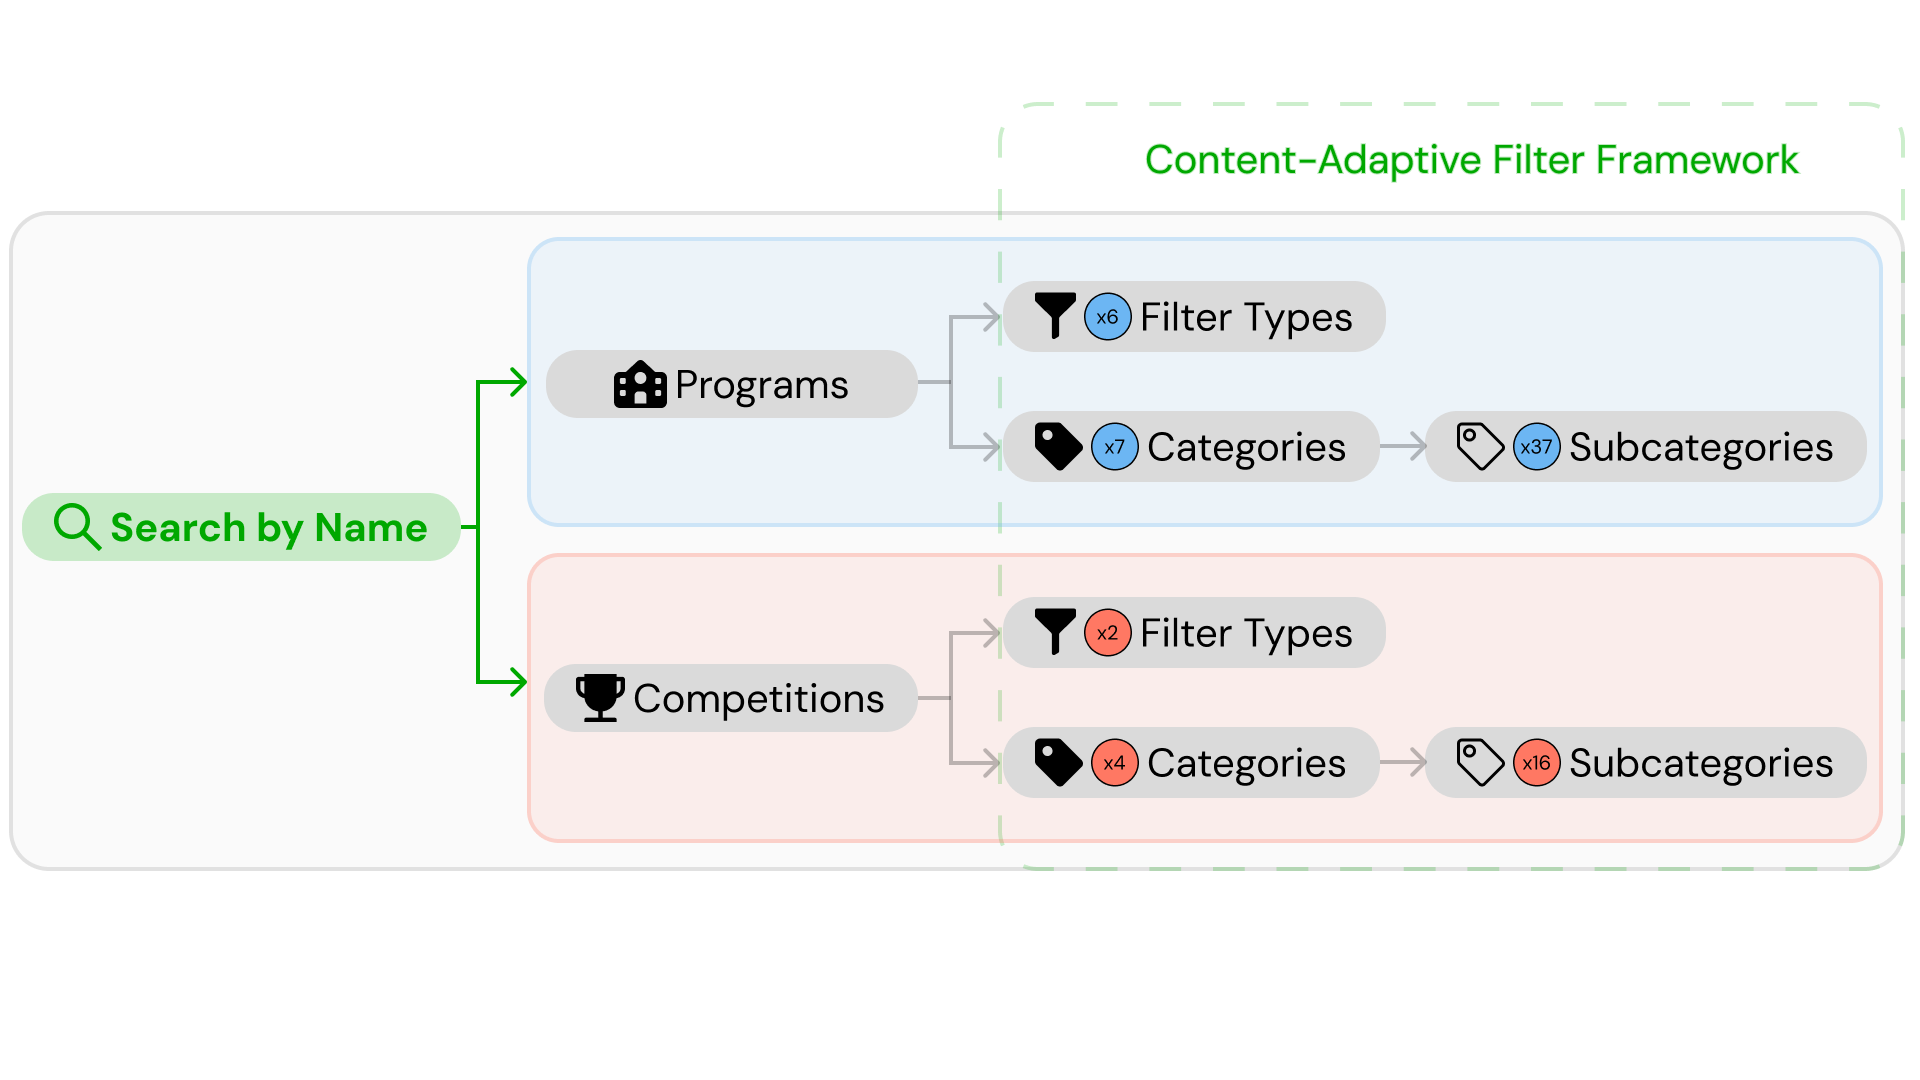 Content-Adaptive Filter Framework
x6 Filter Types
Programs
x7 Categories
x37 Subcategories
Search by Name
x2 Filter Types
Competitions
x4 Categories
x16 Subcategories